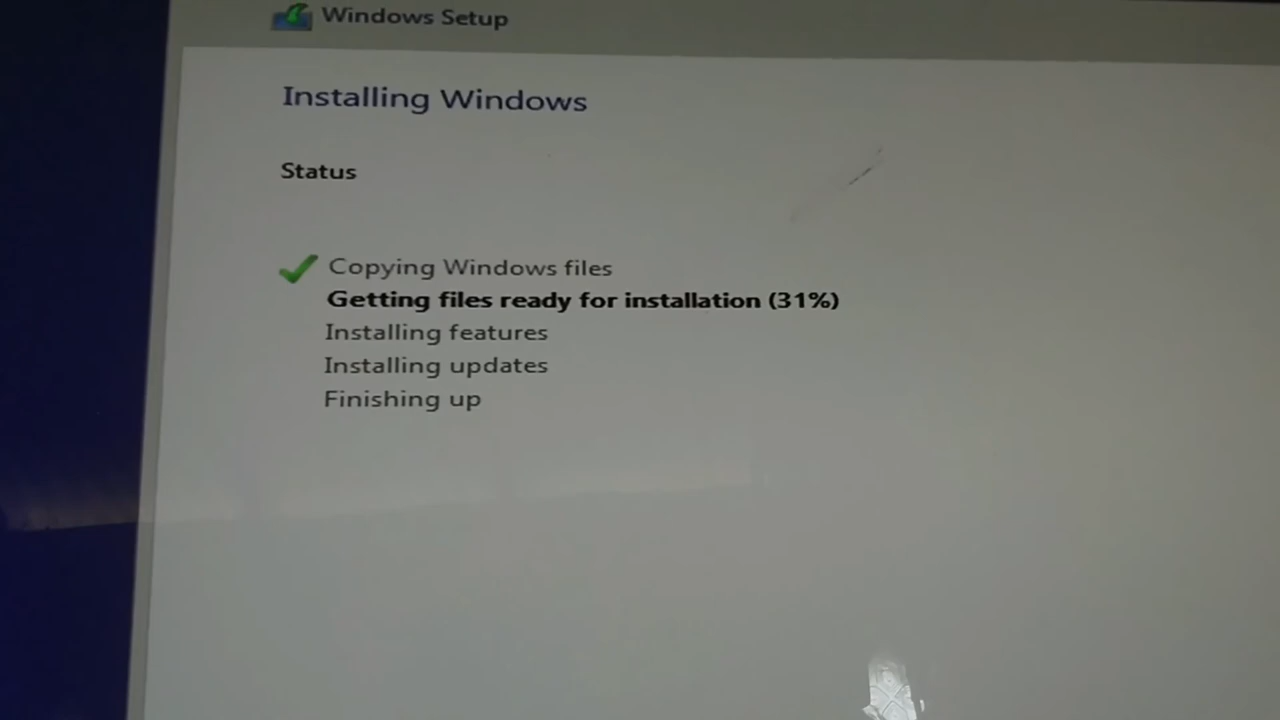 Windows Setup
Installing Windows
Status
Copying Windows files
Getting files ready for installation (31%)
Installing features
Installing updates
Finishing up